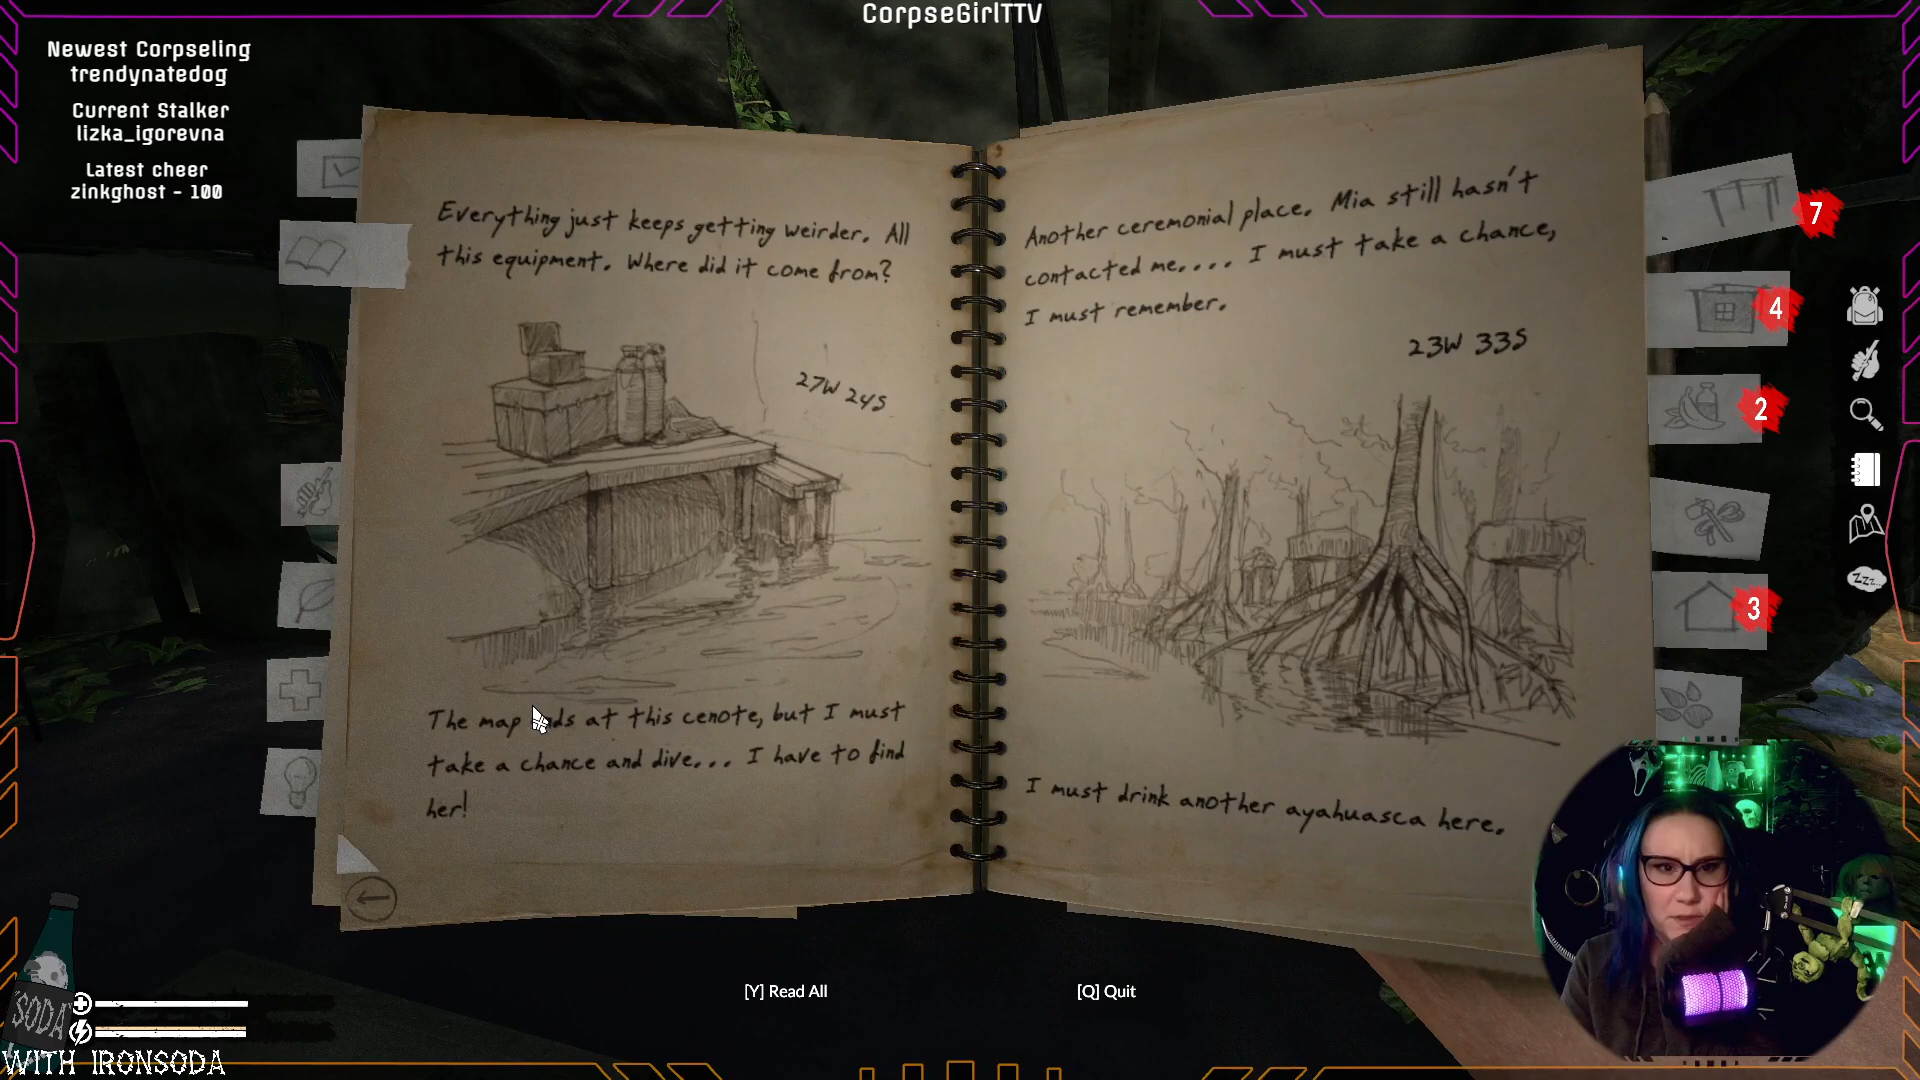 CorpseGirlTTV
Newest Corpseling
trendynatedog
Current Stalker
lizka_igorevna
Latest cheer
zinkghost - 100
Everything just keeps getting weirder. All
this equipment. Where did it come from?
27W 24S
The map ends at this cenote, but I must
take a chance and dive... I have to find
her!
Another ceremonial place. Mia still hasn't
contacted me.... I must take a chance,
I must remember.
23W 33S
I must drink another ayahuasca here.
7
4
2
3
Zzz..
[Y] Read All
[Q] Quit
SODA
WITH IRONSODA